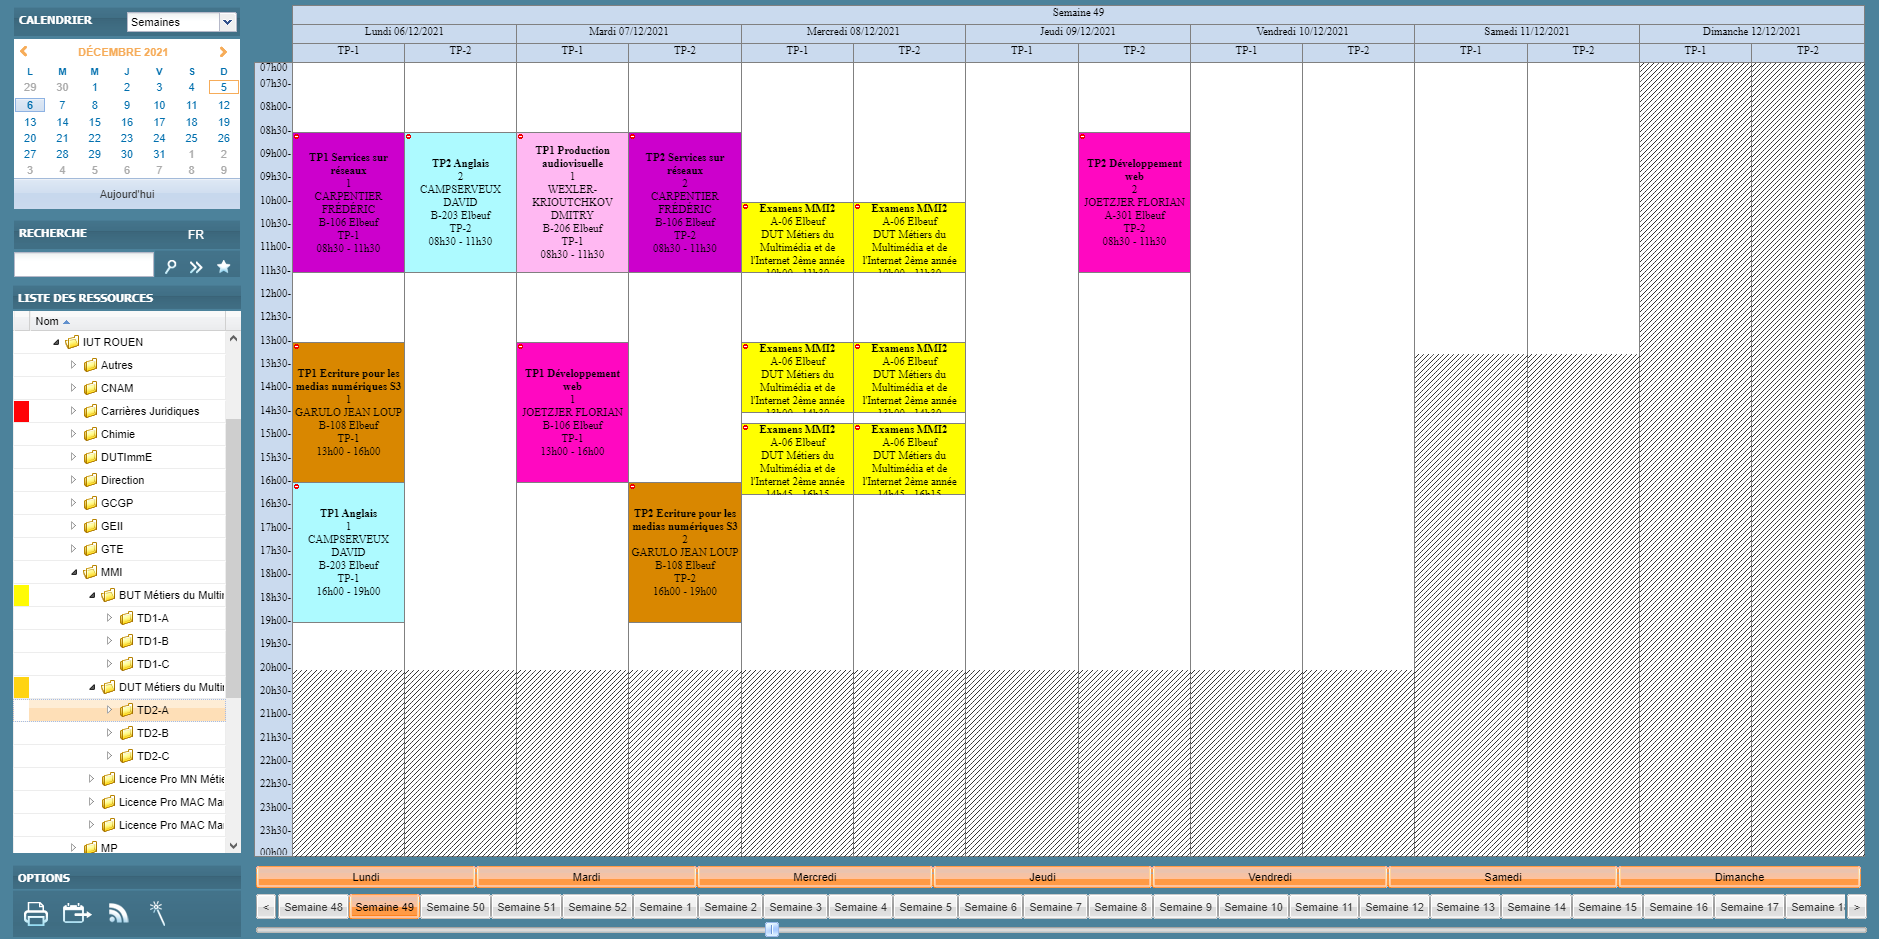 CALENDRIER
Semaines
DÉCEMBRE 2021
L M M J V S D
29 30 1 2 3 4 5
6 7 8 9 10 11 12
13 14 15 16 17 18 19
20 21 22 23 24 25 26
27 28 29 30 31 1 2
3 4 5 6 7 8 9
Aujourd'hui
RECHERCHE FR
LISTE DES RESSOURCES
Nom
IUT ROUEN
Autres
CNAM
Carrières Juridiques
Chimie
DUTImmE
Direction
GCGP
GEII
GTE
MMI
BUT Métiers du Multi
TD1-A
TD1-B
TD1-C
DUT Métiers du Multi
TD2-A
TD2-B
TD2-C
Licence Pro MN Métie
Licence Pro MAC Ma
Licence Pro MAC Ma
MP
OPTIONS
Semaine 49
Lundi 06/12/2021 Mardi 07/12/2021 Mercredi 08/12/2021 Jeudi 09/12/2021 Vendredi 10/12/2021 Samedi 11/12/2021 Dimanche 12/12/2021
TP-1 TP-2 TP-1 TP-2 TP-1 TP-2 TP-1 TP-2 TP-1 TP-2 TP-1 TP-2 TP-1 TP-2
07h00
07h30-
08h00-
08h30-
09h00-
09h30-
10h00-
10h30-
11h00-
11h30-
12h00-
12h30-
13h00-
13h30-
14h00-
14h30-
15h00-
15h30-
16h00-
16h30-
17h00-
17h30-
18h00-
18h30-
19h00-
19h30-
20h00-
20h30-
21h00-
21h30-
22h00-
22h30-
23h00-
23h30-
00h00
TP1 Services sur
réseaux
1
CARPENTIER
FRÉDÉRIC
B-106 Elbeuf
TP-1
08h30 - 11h30
TP2 Anglais
2
CAMPSERVEUX
DAVID
B-203 Elbeuf
TP-2
08h30 - 11h30
TP1 Production
audiovisuelle
1
WEXLER-
KRIOUTCHKOV
DMITRY
B-206 Elbeuf
TP-1
08h30 - 11h30
TP2 Services sur
réseaux
2
CARPENTIER
FRÉDÉRIC
B-106 Elbeuf
TP-2
08h30 - 11h30
Examens MMI2
A-06 Elbeuf
DUT Métiers du
Multimédia et de
l'Internet 2ème année
10h00 - 11h30
Examens MMI2
A-06 Elbeuf
DUT Métiers du
Multimédia et de
l'Internet 2ème année
10h00 - 11h30
TP2 Développement
web
2
JOETZJER FLORIAN
A-301 Elbeuf
TP-2
08h30 - 11h30
TP1 Ecriture pour les
medias numériques S3
1
GARULO JEAN LOUP
B-108 Elbeuf
TP-1
13h00 - 16h00
TP1 Développement
web
1
JOETZJER FLORIAN
B-106 Elbeuf
TP-1
13h00 - 16h00
Examens MMI2
A-06 Elbeuf
DUT Métiers du
Multimédia et de
l'Internet 2ème année
13h00 - 14h30
Examens MMI2
A-06 Elbeuf
DUT Métiers du
Multimédia et de
l'Internet 2ème année
13h00 - 14h30
Examens MMI2
A-06 Elbeuf
DUT Métiers du
Multimédia et de
l'Internet 2ème année
14h45 - 16h15
Examens MMI2
A-06 Elbeuf
DUT Métiers du
Multimédia et de
l'Internet 2ème année
14h45 - 16h15
TP1 Anglais
1
CAMPSERVEUX
DAVID
B-203 Elbeuf
TP-1
16h00 - 19h00
TP2 Ecriture pour les
medias numériques S3
2
GARULO JEAN LOUP
B-108 Elbeuf
TP-2
16h00 - 19h00
Lundi Mardi Mercredi Jeudi Vendredi Samedi Dimanche
< Semaine 48 Semaine 49 Semaine 50 Semaine 51 Semaine 52 Semaine 1 Semaine 2 Semaine 3 Semaine 4 Semaine 5 Semaine 6 Semaine 7 Semaine 8 Semaine 9 Semaine 10 Semaine 11 Semaine 12 Semaine 13 Semaine 14 Semaine 15 Semaine 16 Semaine 17 Semaine 1 >